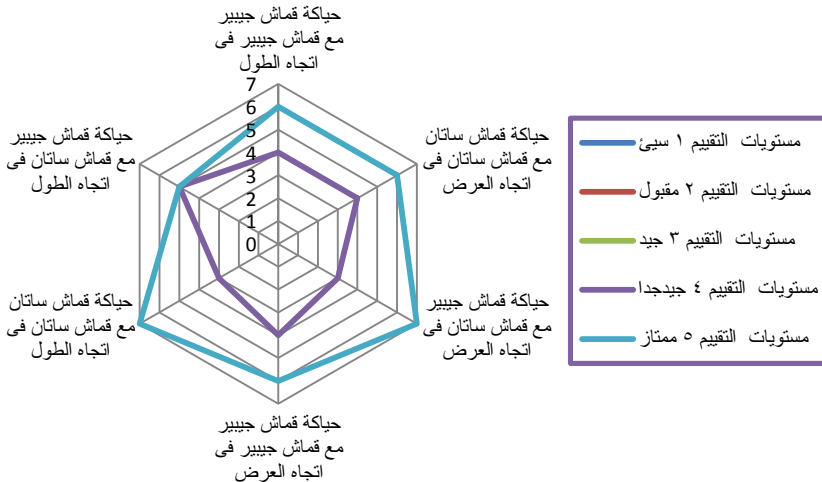 حياكة قماش جيبير
مع قماش جيبير فى
اتجاه الطول
7
6
5
4
3
2
1
0
حياكة قماش ساتان
مع قماش ساتان فى
اتجاه العرض
حياكة قماش جيبير
مع قماش ساتان فى
اتجاه العرض
حياكة قماش جيبير
مع قماش جيبير فى
اتجاه العرض
حياكة قماش ساتان
مع قماش ساتان فى
اتجاه الطول
حياكة قماش جيبير
مع قماش ساتان فى
اتجاه الطول
مستويات التقييم ١ سيئ
مستويات التقييم ٢ مقبول
مستويات التقييم ٣ جيد
مستويات التقييم ٤ جيدجدا
مستويات التقييم ٥ ممتاز